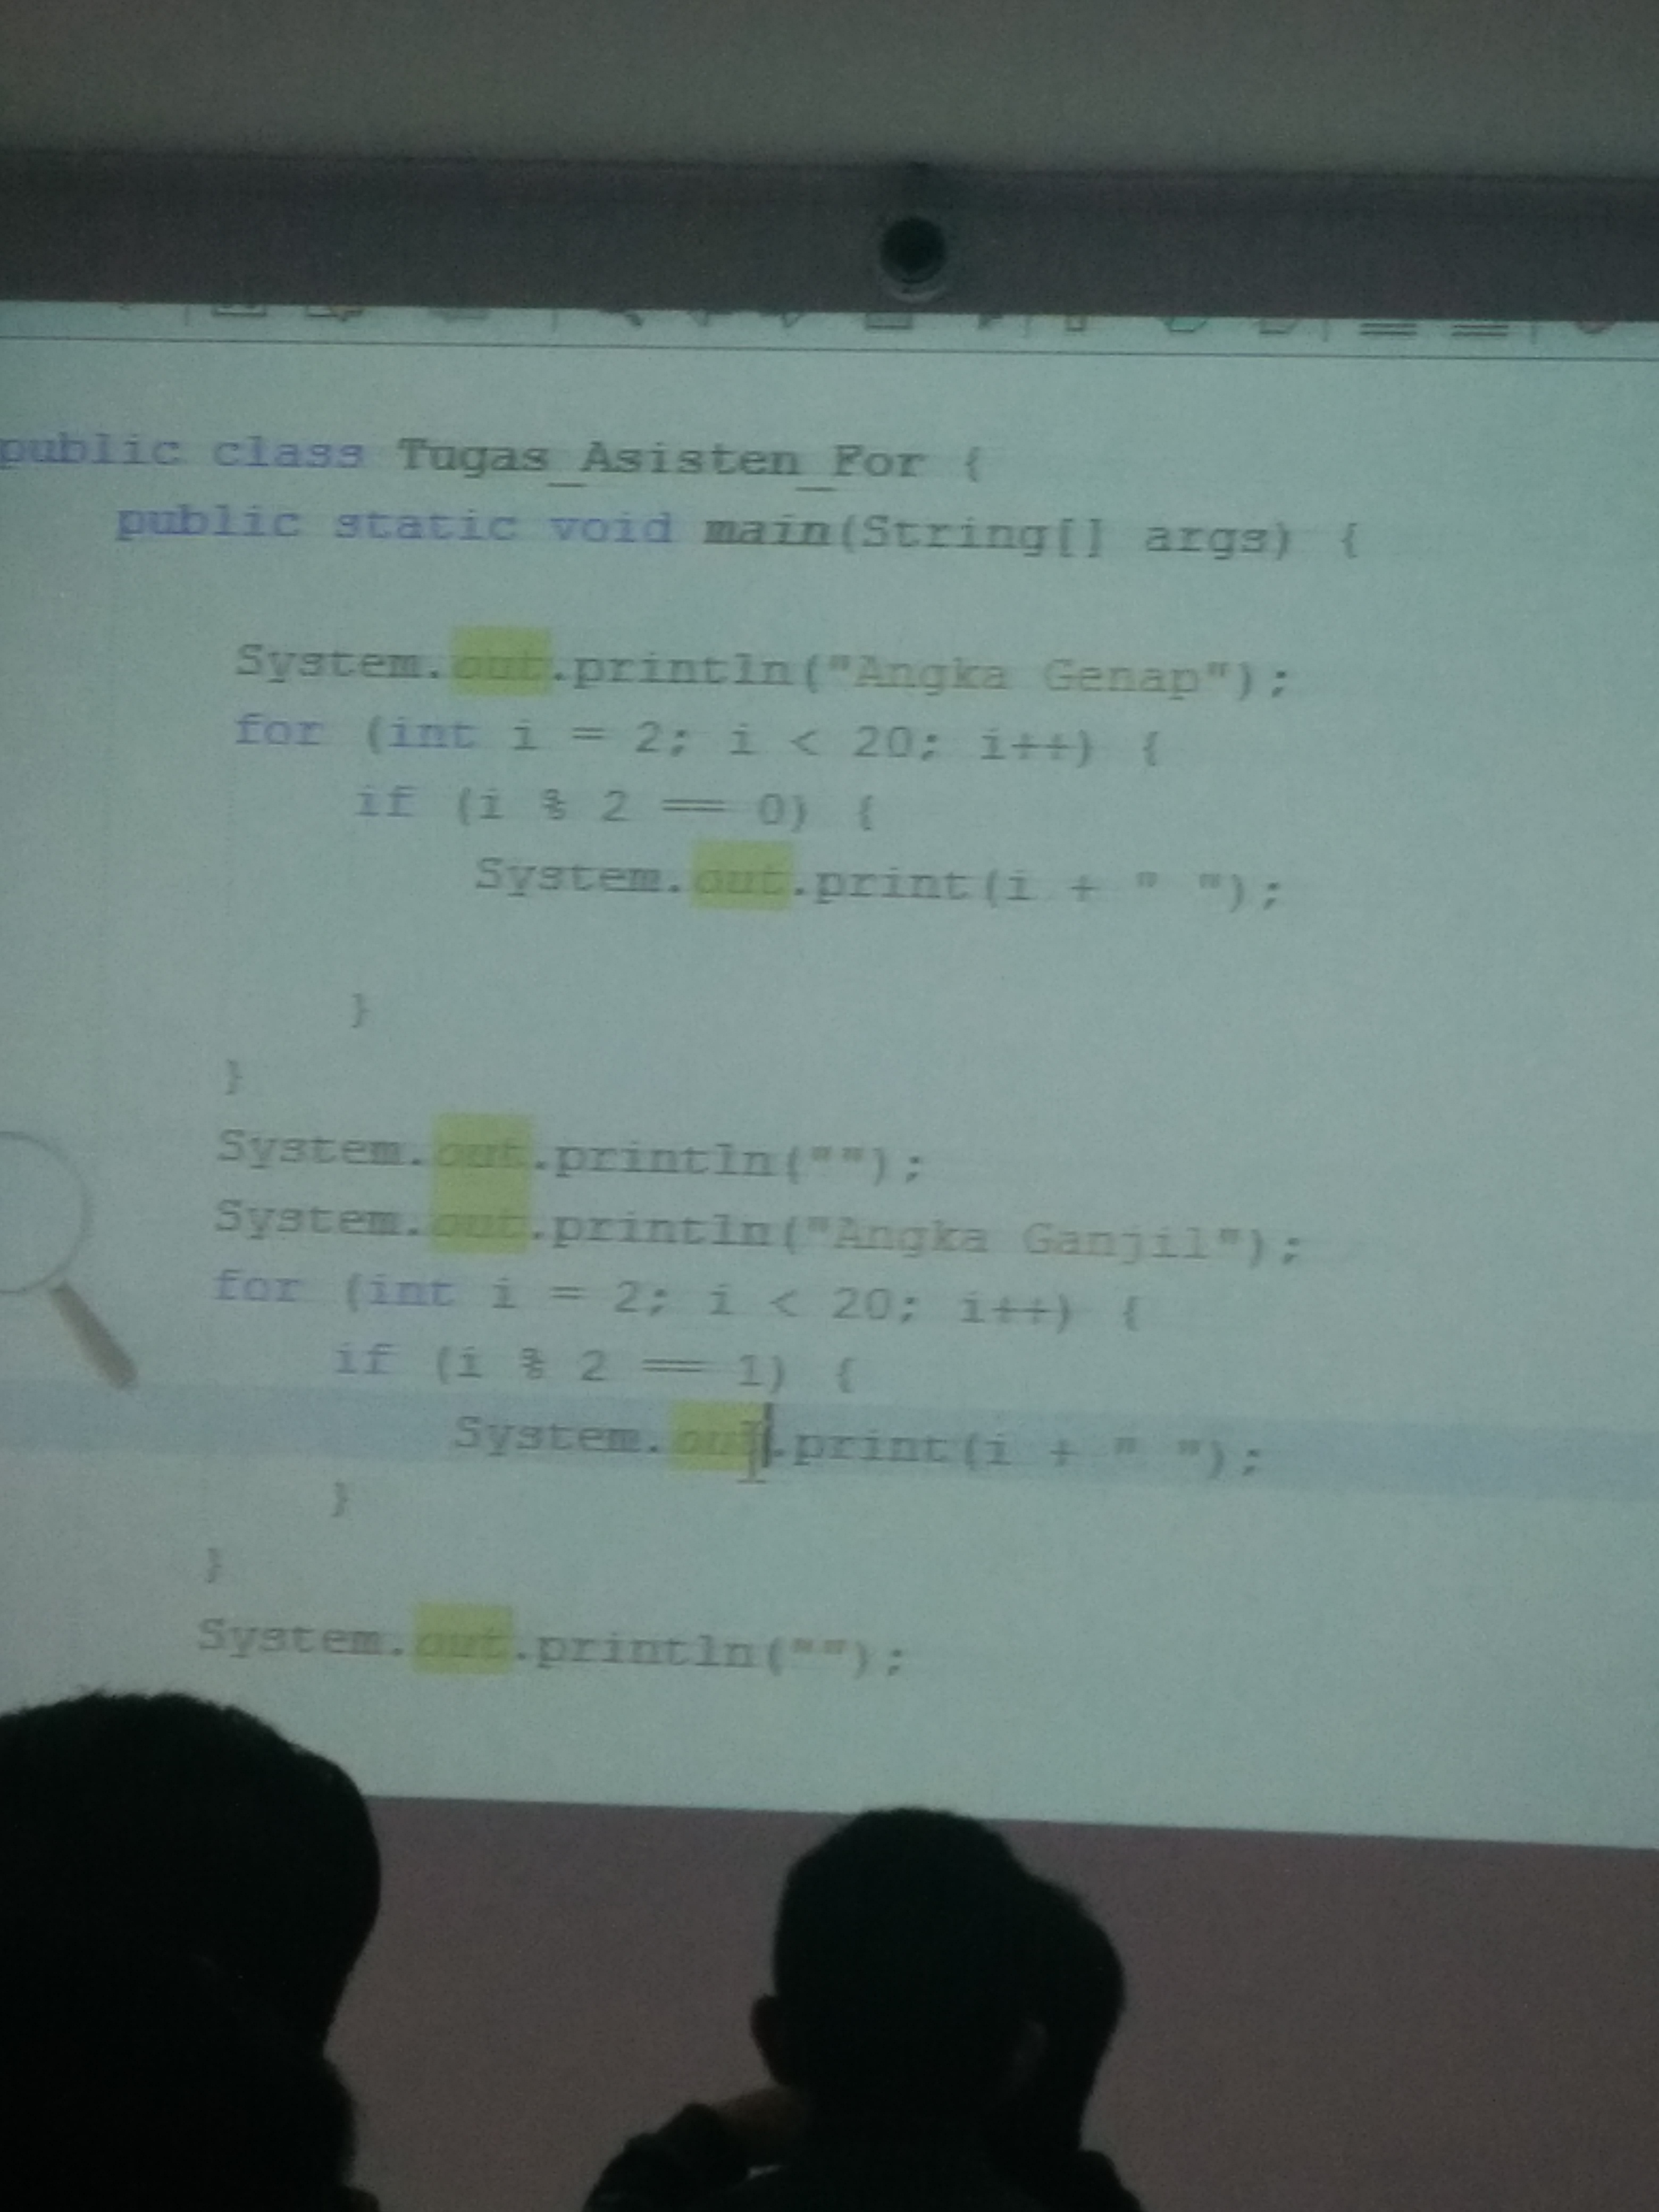 public class Tugas_Asisten_For {
public static void main(String[] args) {
System.out.println("Angka Genap");
for (int i = 2; i < 20; i++) {
if (i % 2 == 0) {
System.out.print(i + " ");
}
}
System.out.println("");
System.out.println("Angka Ganjil");
for (int i = 2; i < 20; i++) {
if (i % 2 == 1) {
System.out.print(i + " ");
}
}
System.out.println("");